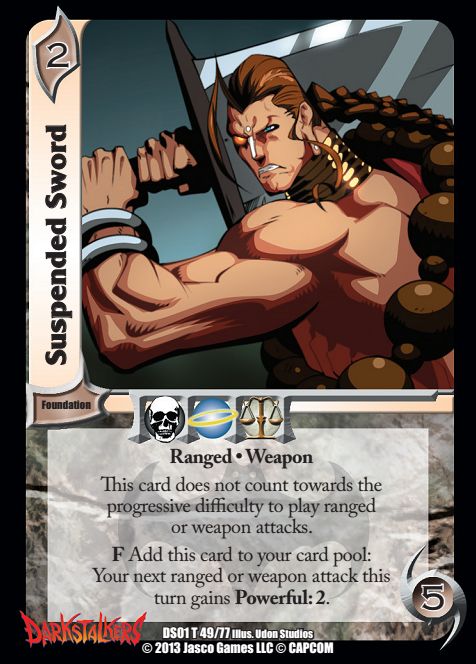 2
Suspended Sword
Foundation
Ranged • Weapon
This card does not count towards the
progressive difficulty to play ranged
or weapon attacks.
F Add this card to your card pool:
Your next ranged or weapon attack this
turn gains Powerful: 2.
5
DARKSTALKERS
DS01 T 49/77 Illus. Udon Studios
© 2013 Jasco Games LLC © CAPCOM